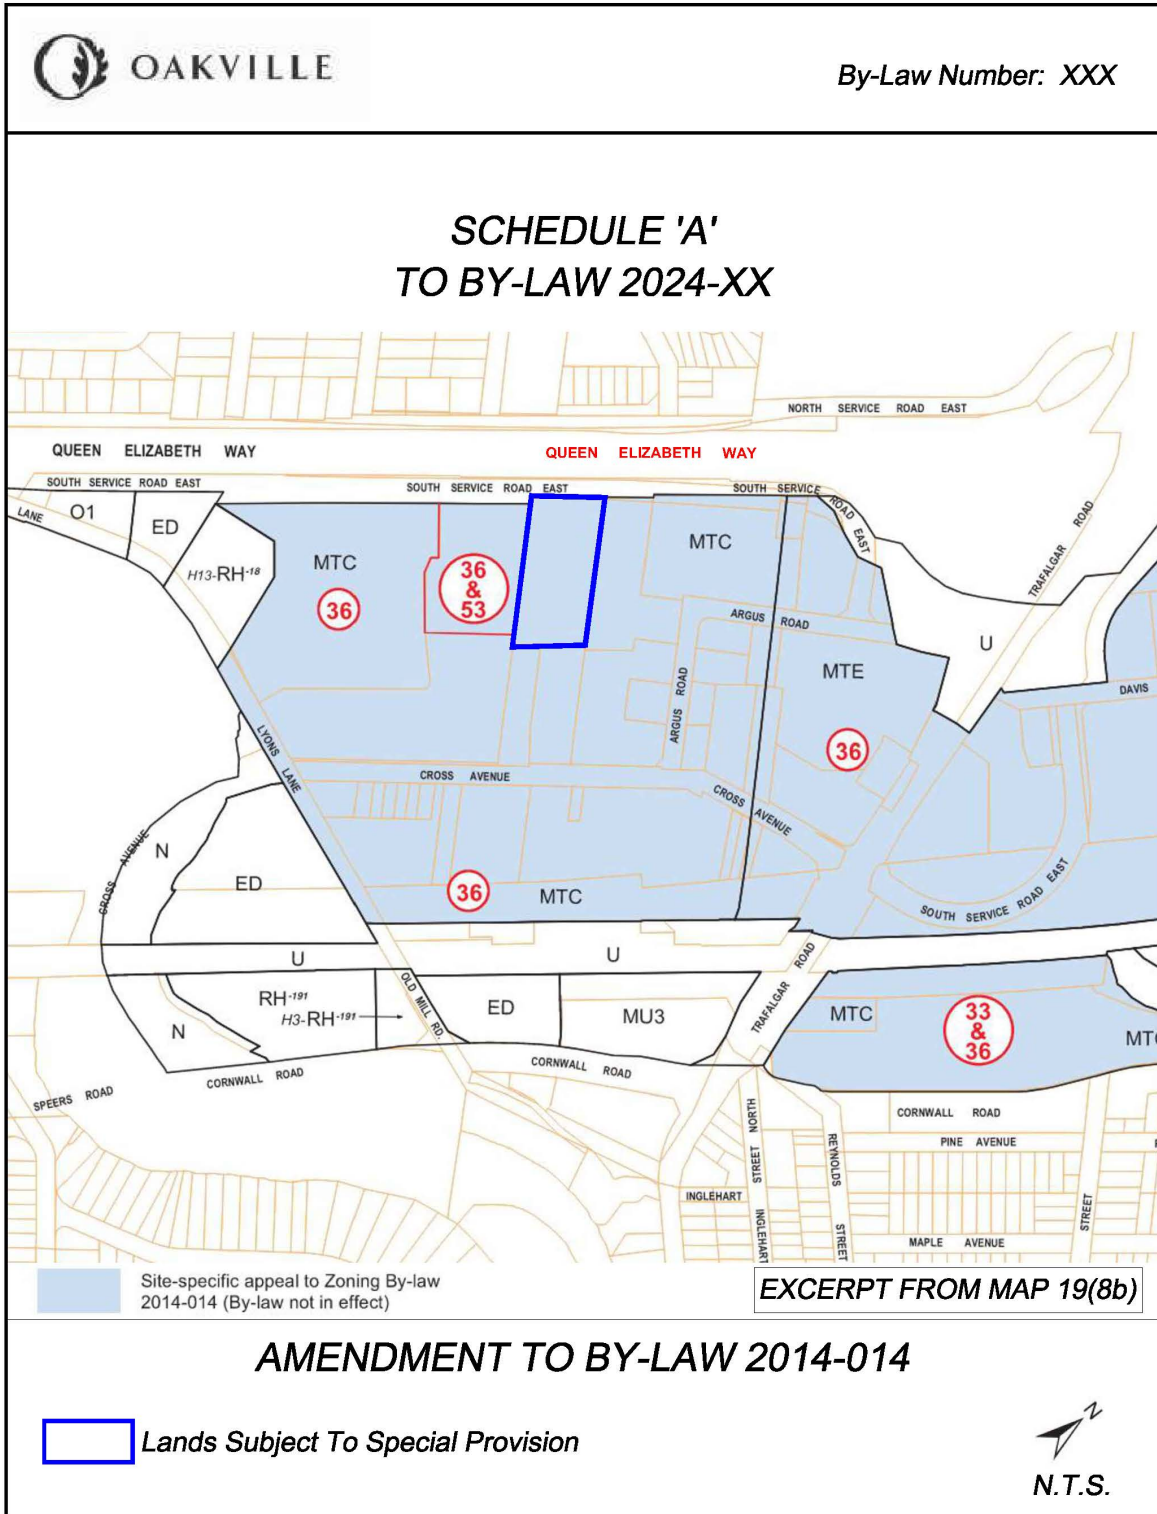 OAKVILLE
By-Law Number: XXX
SCHEDULE 'A'
TO BY-LAW 2024-XX
NORTH SERVICE ROAD EAST
QUEEN ELIZABETH WAY
QUEEN ELIZABETH WAY
SOUTH SERVICE ROAD EAST
SOUTH SERVICE ROAD EAST
SOUTH SERVICE ROAD EAST
LANE
O1
ED
H13-RH-18
MTC
36
36
&
53
MTC
TRAFALGAR ROAD
ARGUS ROAD
U
MTE
ARGUS ROAD
DAVIS
LYONS LANE
36
CROSS AVENUE
CROSS AVENUE
CROSS AVENUE
N
ED
36
MTC
SOUTH SERVICE ROAD EAST
U
U
TRAFALGAR ROAD
OLD MILL RD.
RH-191
H3-RH-191
ED
MU3
MTC
33
&
36
MTC
N
CORNWALL ROAD
CORNWALL ROAD
SPEERS ROAD
CORNWALL ROAD
PINE AVENUE
STREET NORTH
REYNOLDS STREET
INGLEHART
INGLEHART
STREET
MAPLE AVENUE
Site-specific appeal to Zoning By-law
2014-014 (By-law not in effect)
EXCERPT FROM MAP 19(8b)
AMENDMENT TO BY-LAW 2014-014
Lands Subject To Special Provision
N
N.T.S.